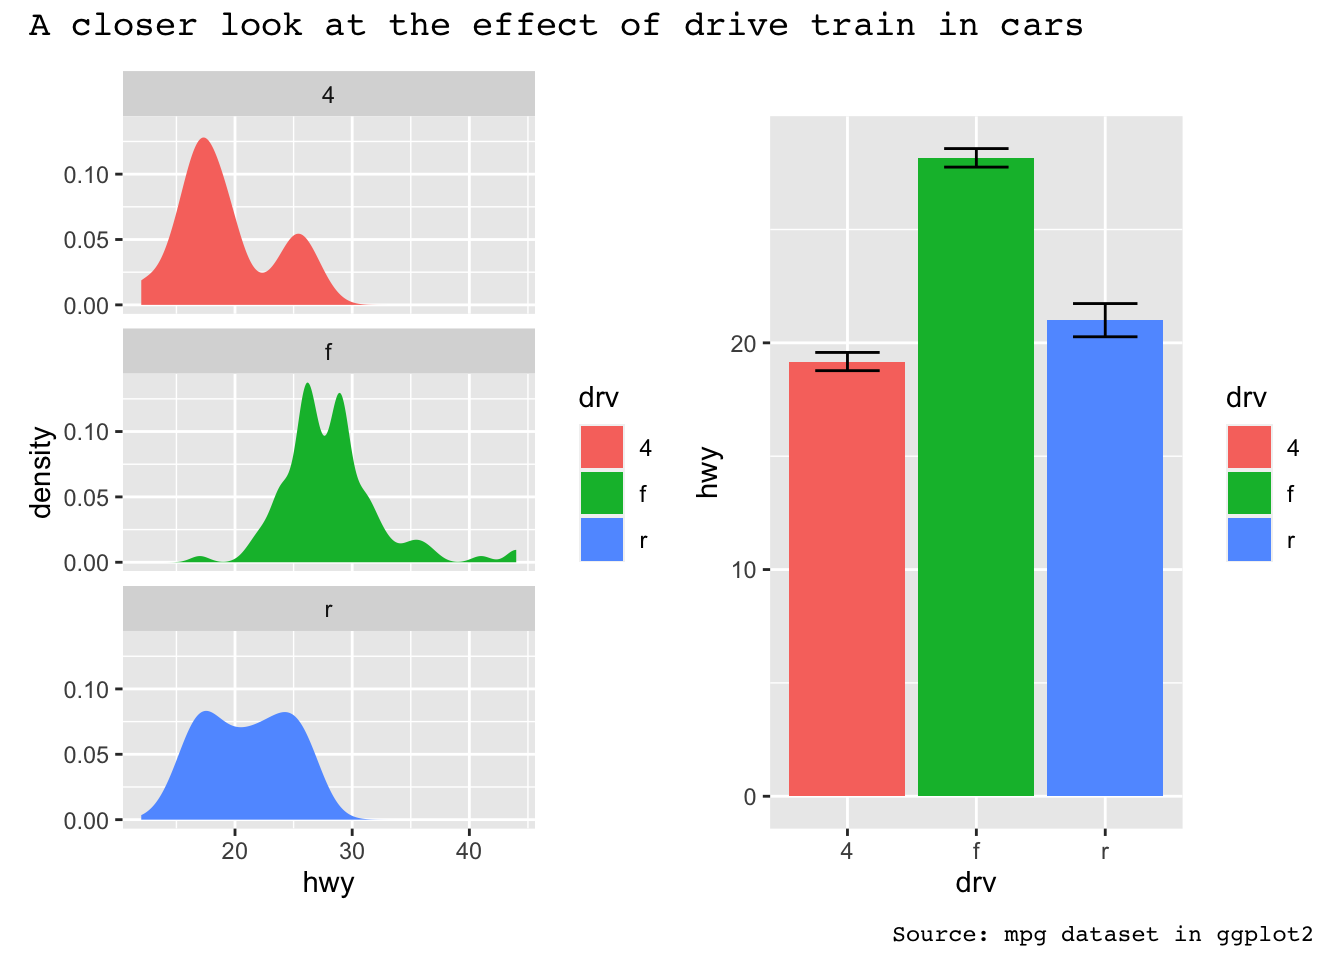 A closer look at the effect of drive train in cars
4
0.10
0.05
0.00
f
0.10
0.05
0.00
r
0.10
0.05
0.00
density
20 30 40
hwy
drv
4
f
r
20
10
0
hwy
4 f r
drv
drv
4
f
r
Source: mpg dataset in ggplot2